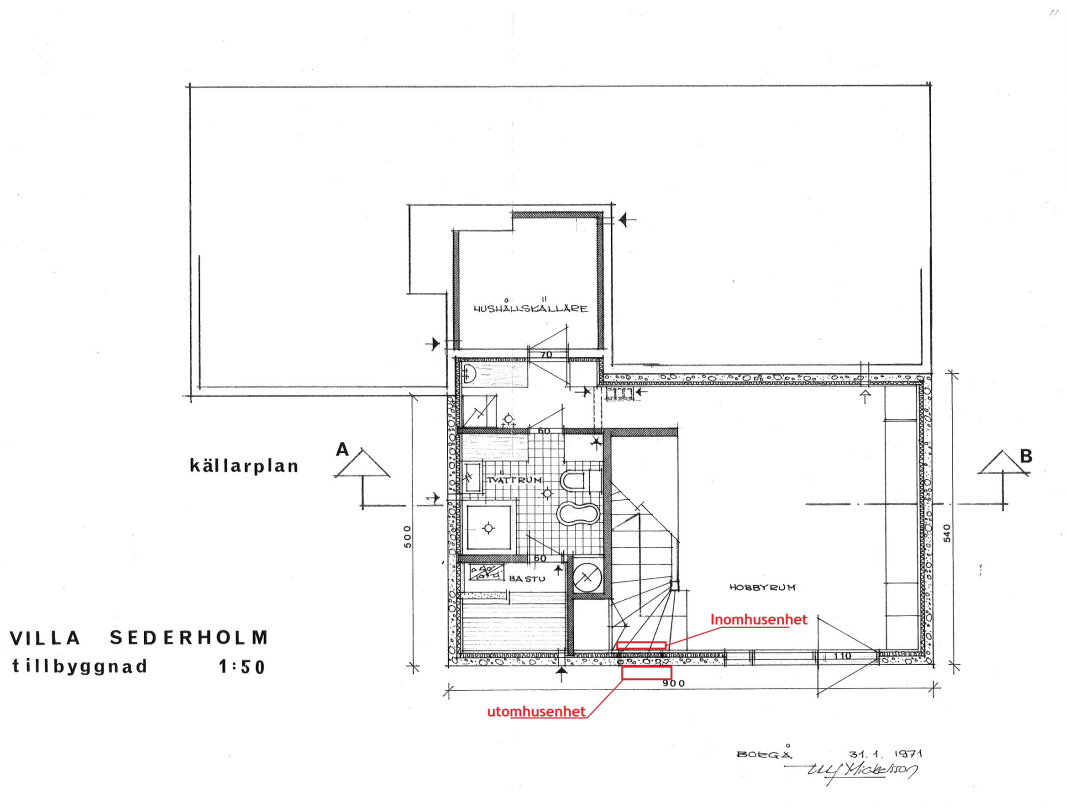 HUSHÅLLSKÄLLARE
70
60
A
B
källarplan
TVÄTTRUM
500
540
60
BASTU
HOBBYRUM
Inomhusenhet
VILLA SEDERHOLM
tillbyggnad 1:50
110
900
utomhusenhet
BORGÅ 31.1.1971